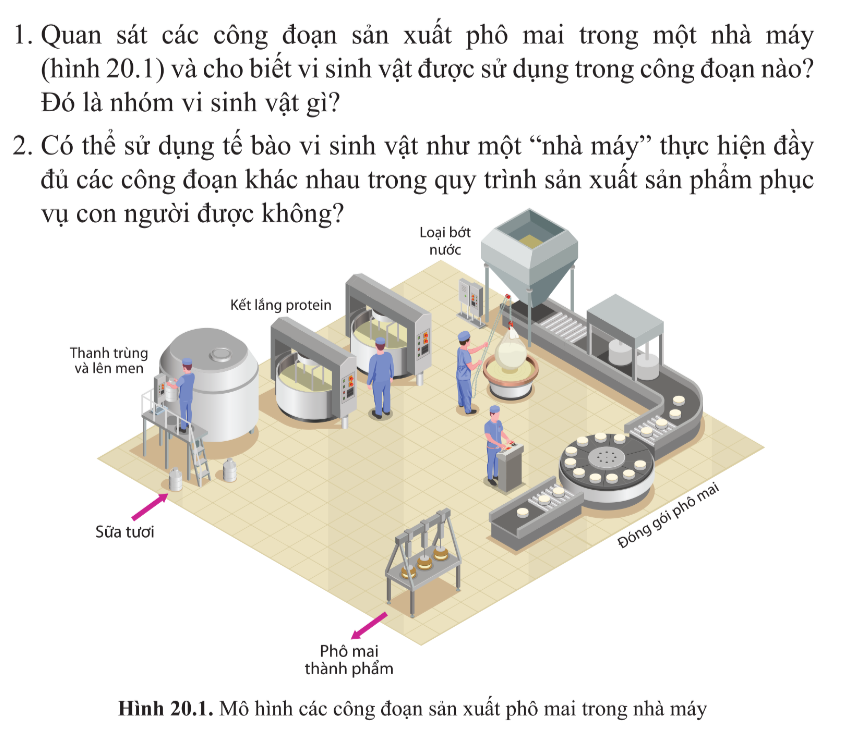 1. Quan sát các công đoạn sản xuất phô mai trong một nhà máy
(hình 20.1) và cho biết vi sinh vật được sử dụng trong công đoạn nào?
Đó là nhóm vi sinh vật gì?
2. Có thể sử dụng tế bào vi sinh vật như một “nhà máy” thực hiện đầy
đủ các công đoạn khác nhau trong quy trình sản xuất sản phẩm phục
vụ con người được không?
Loại bớt
nước
Kết lắng protein
Thanh trùng
và lên men
Sữa tươi
Đóng gói phô mai
Phô mai
thành phẩm
Hình 20.1. Mô hình các công đoạn sản xuất phô mai trong nhà máy